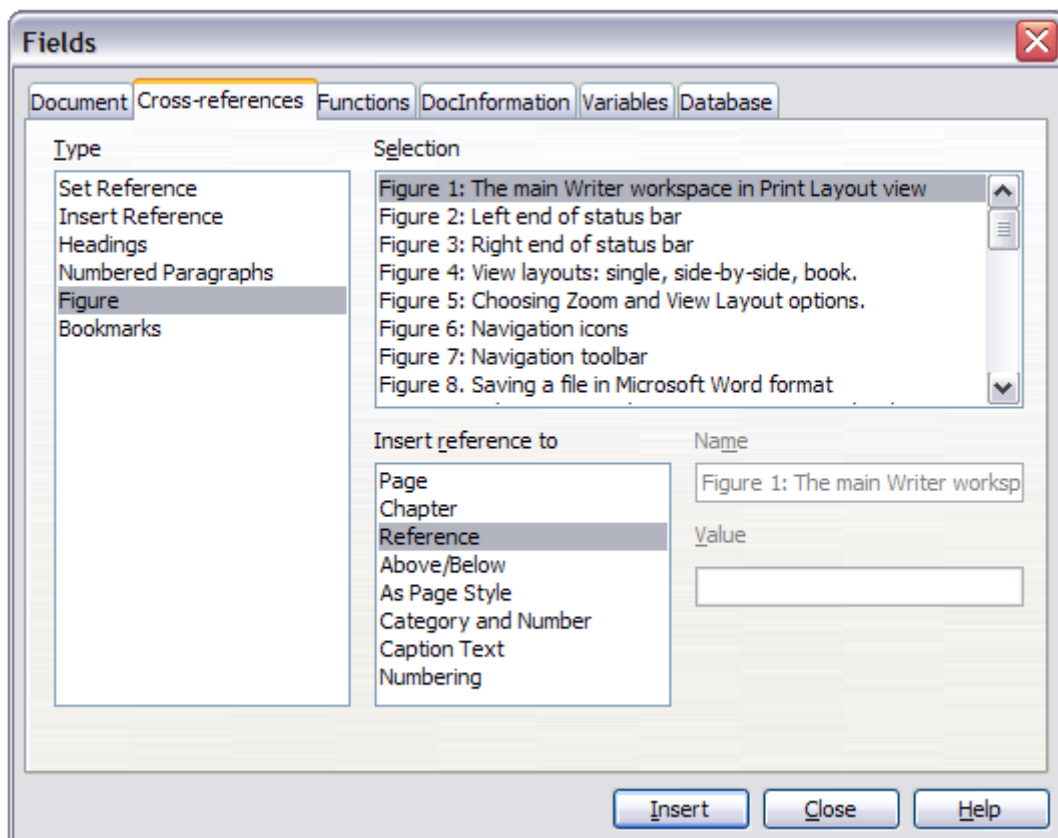 Fields
Document Cross-references Functions DocInformation Variables Database
Type
Set Reference
Insert Reference
Headings
Numbered Paragraphs
Figure
Bookmarks
Selection
Figure 1: The main Writer workspace in Print Layout view
Figure 2: Left end of status bar
Figure 3: Right end of status bar
Figure 4: View layouts: single, side-by-side, book.
Figure 5: Choosing Zoom and View Layout options.
Figure 6: Navigation icons
Figure 7: Navigation toolbar
Figure 8. Saving a file in Microsoft Word format
Insert reference to
Page
Chapter
Reference
Above/Below
As Page Style
Category and Number
Caption Text
Numbering
Name
Figure 1: The main Writer worksp
Value
Insert Close Help